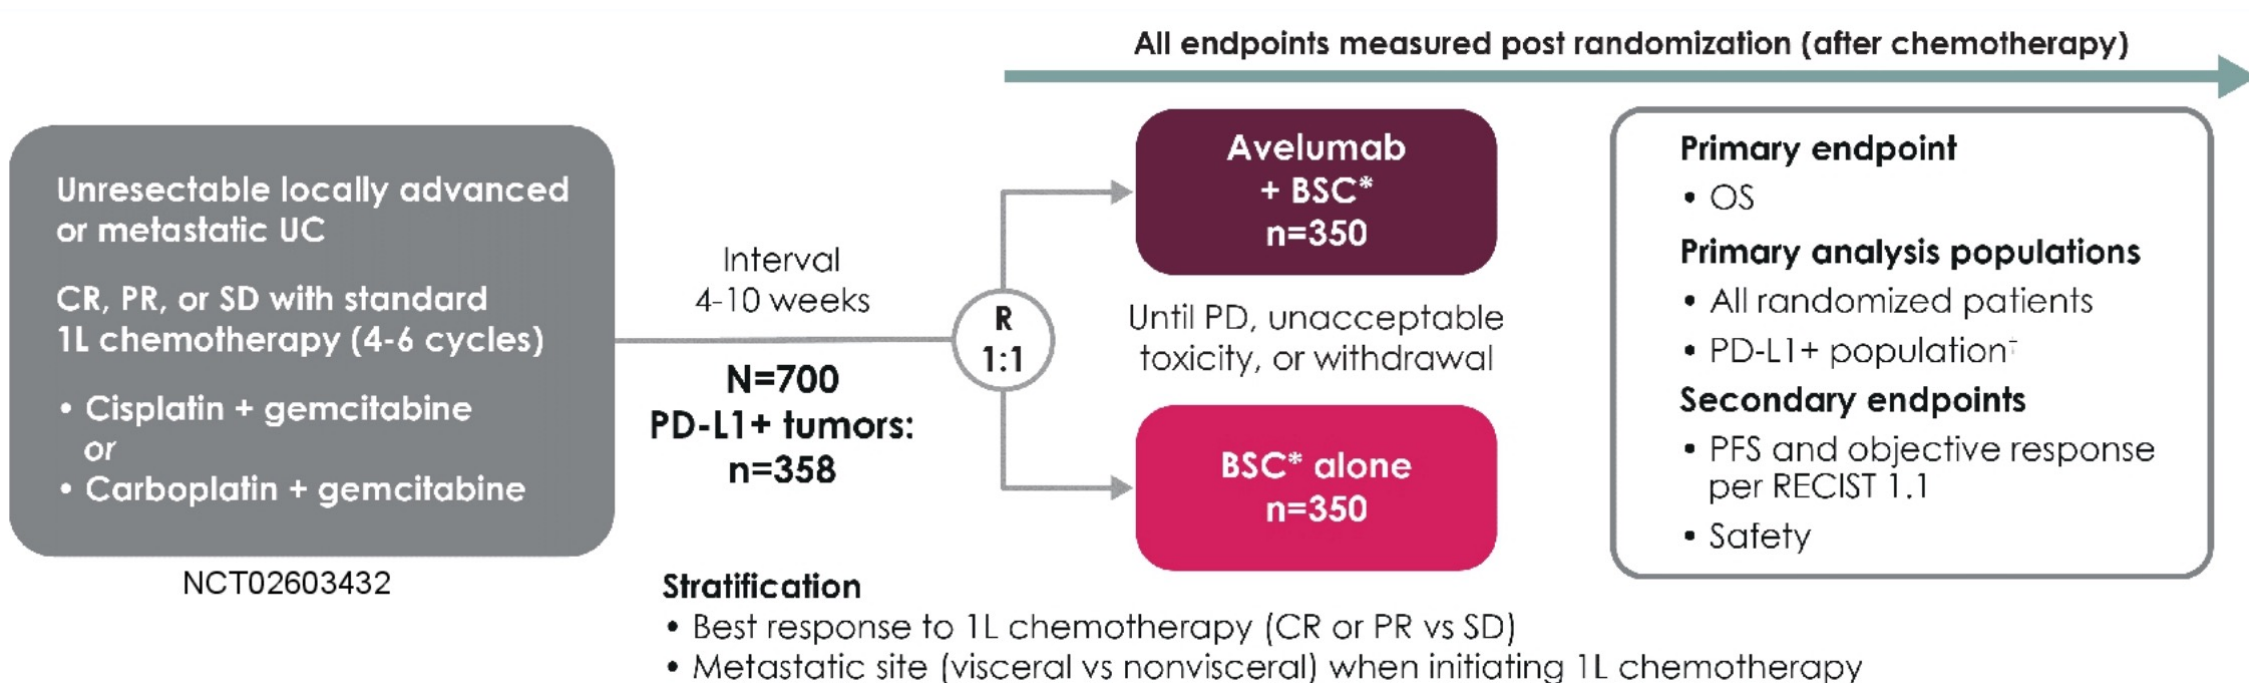 All endpoints measured post randomization (after chemotherapy)
Unresectable locally advanced
or metastatic UC
CR, PR, or SD with standard
1L chemotherapy (4-6 cycles)
• Cisplatin + gemcitabine
or
• Carboplatin + gemcitabine
NCT02603432
Interval
4-10 weeks
N=700
PD-L1+ tumors:
n=358
R
1:1
Avelumab
+ BSC*
n=350
Until PD, unacceptable
toxicity, or withdrawal
BSC* alone
n=350
Primary endpoint
• OS
Primary analysis populations
• All randomized patients
• PD-L1+ population
Secondary endpoints
• PFS and objective response
per RECIST 1.1
• Safety
Stratification
• Best response to 1L chemotherapy (CR or PR vs SD)
• Metastatic site (visceral vs nonvisceral) when initiating 1L chemotherapy